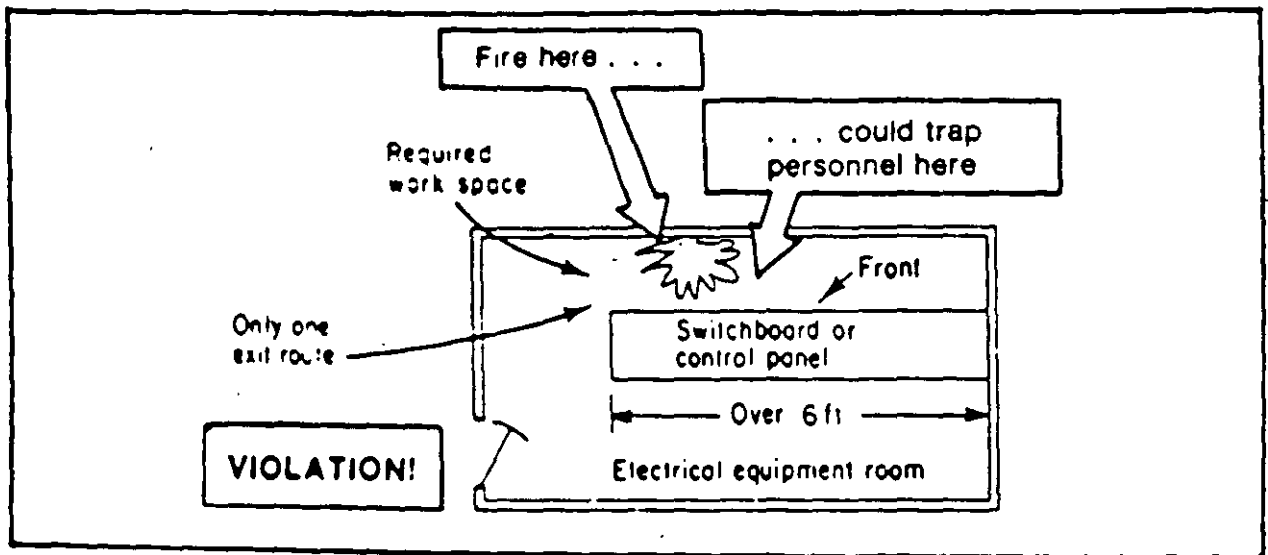 Fire here . . .
. . . could trap
personnel here
Required
work space
Front
Only one
exit route
Switchboard or
control panel
Over 6 ft
VIOLATION!
Electrical equipment room